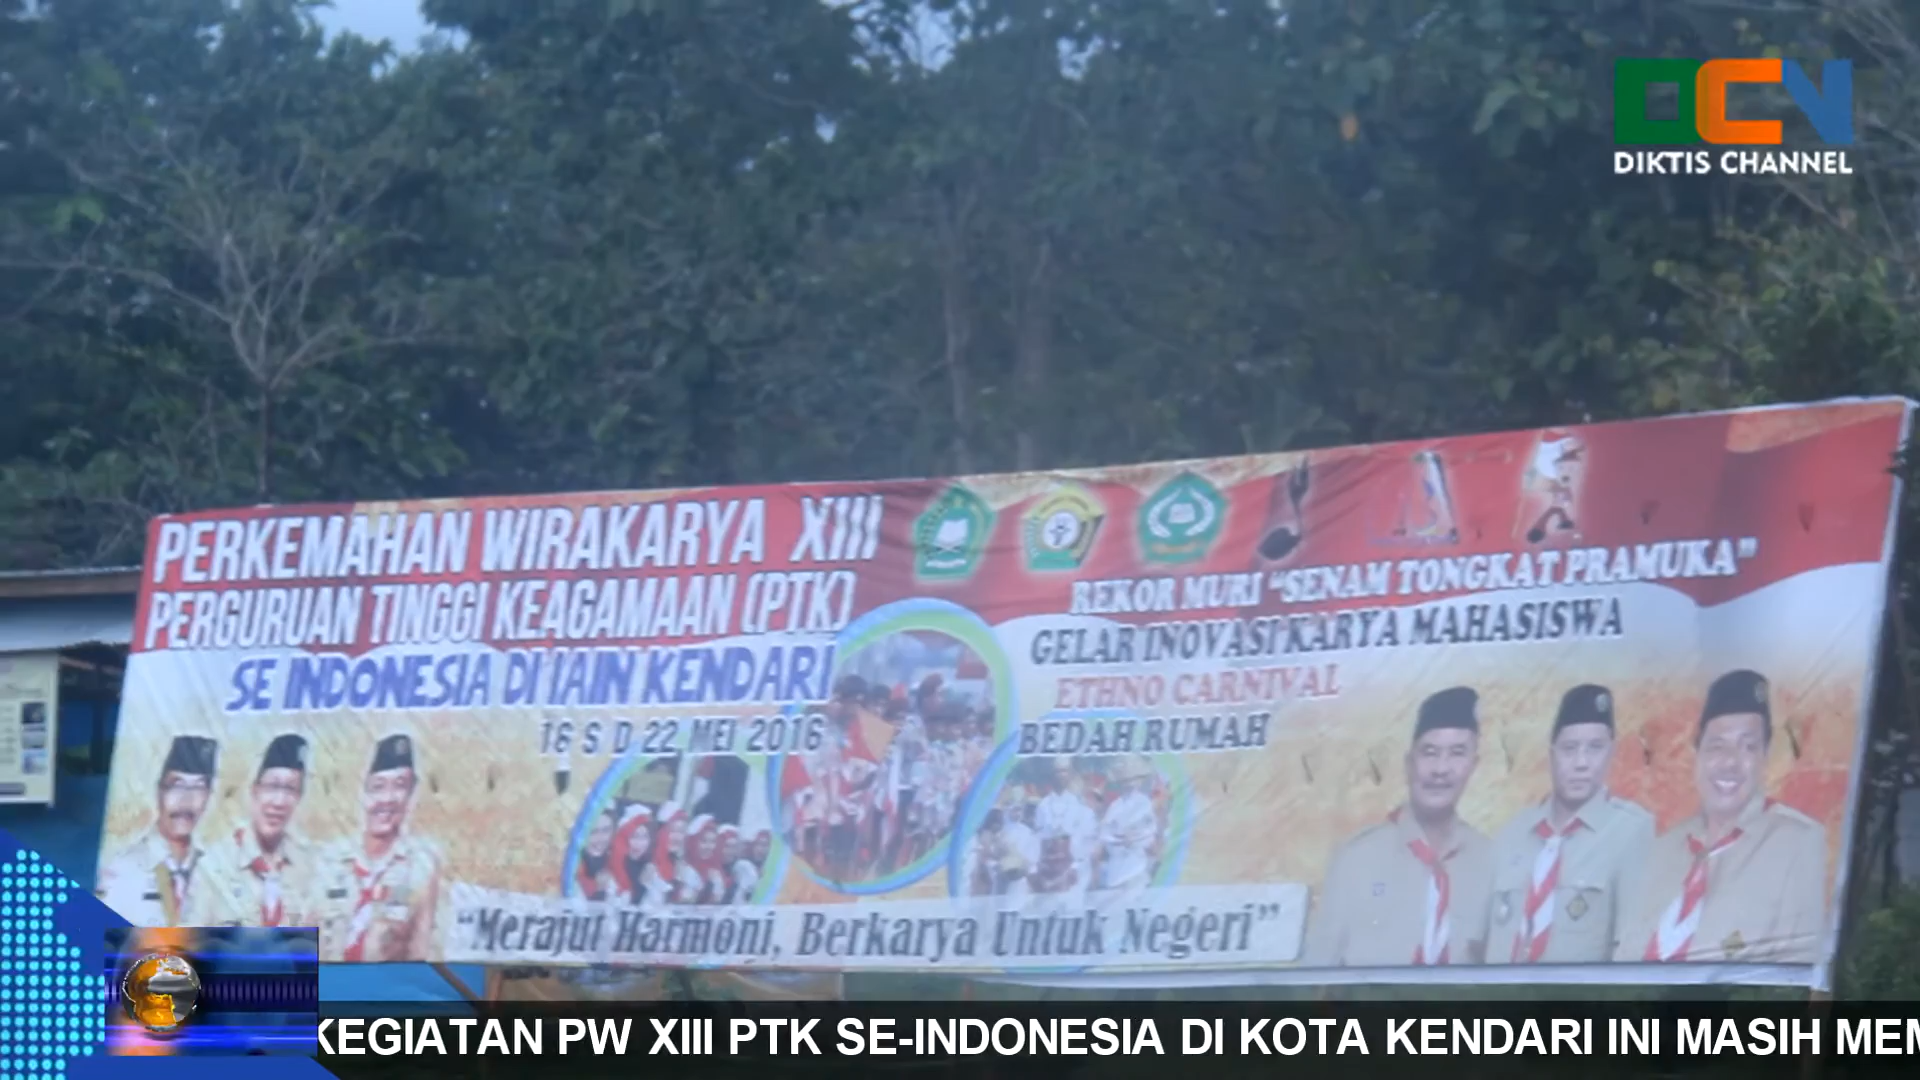 DCN
DIKTIS CHANNEL
PERKEMAHAN WIRAKARYA XIII
PERGURUAN TINGGI KEAGAMAAN (PTK)
SE INDONESIA DI IAIN KENDARI
16 S D 22 MEI 2016
REKOR MURI "SENAM TONGKAT PRAMUKA"
GELAR INOVASI KARYA MAHASISWA
ETHNO CARNIVAL
BEDAH RUMAH
"Merajut Harmoni, Berkarya Untuk Negeri"
KEGIATAN PW XIII PTK SE-INDONESIA DI KOTA KENDARI INI MASIH MEM